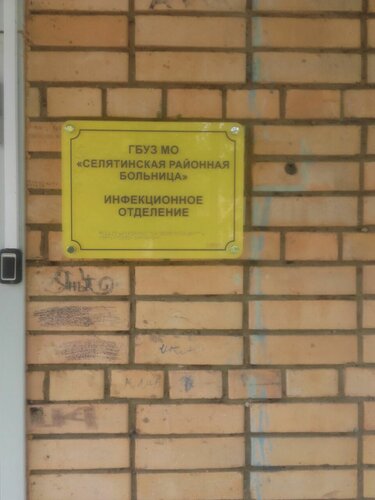 ГБУЗ МО
«СЕЛЯТИНСКАЯ РАЙОННАЯ
БОЛЬНИЦА»
ИНФЕКЦИОННОЕ
ОТДЕЛЕНИЕ